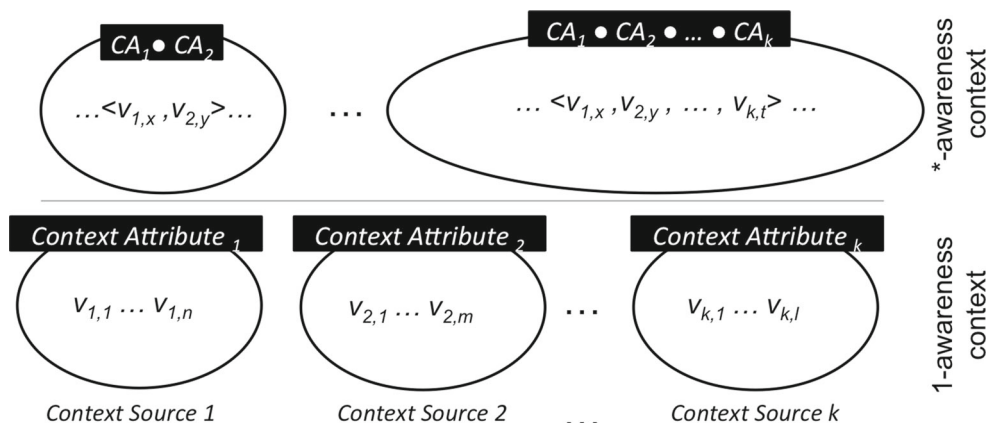 CA1 ● CA2
CA1 ● CA2 ● ... ● CAk
...<v1,x ,v2,y>...
...
... <v1,x ,v2,y , ... , vk,t> ...
*-awareness
context
Context Attribute 1
Context Attribute 2
Context Attribute k
v1,1 ... v1,n
v2,1 ... v2,m
...
vk,1 ... vk,l
1-awareness
context
Context Source 1
Context Source 2
...
Context Source k